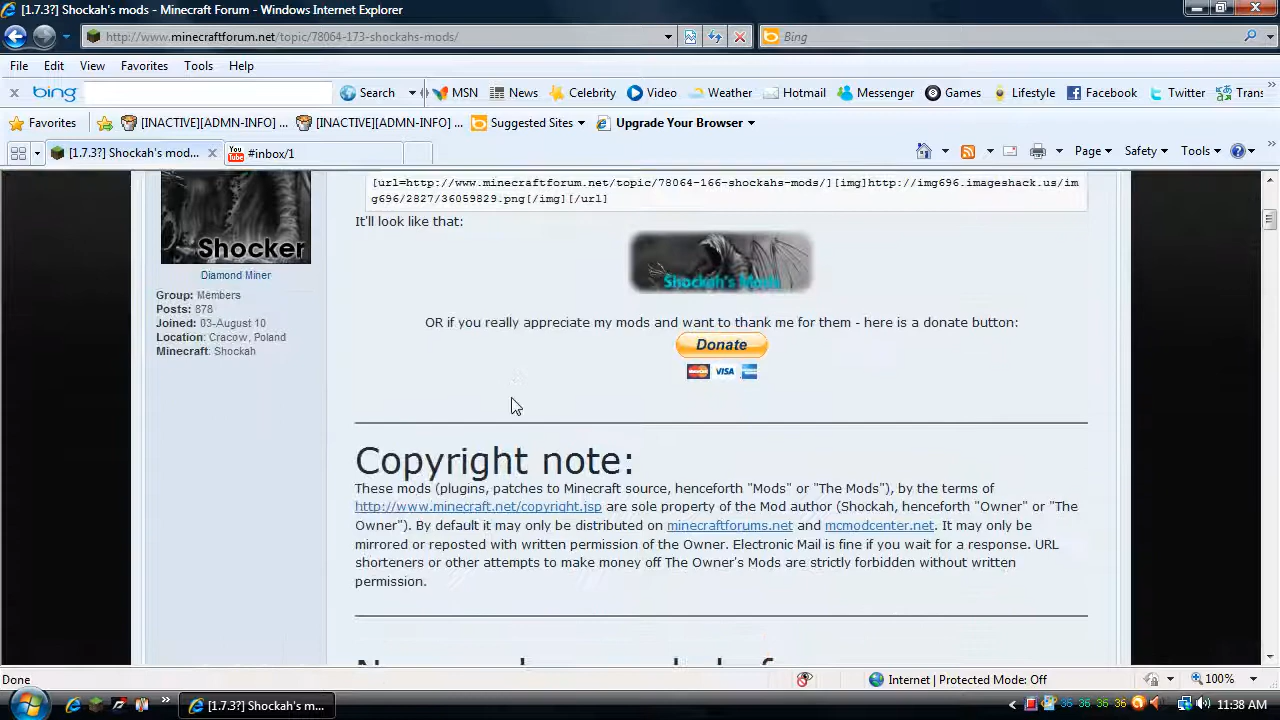 [1.7.3?] Shockah's mods - Minecraft Forum - Windows Internet Explorer
http://www.minecraftforum.net/topic/78064-173-shockahs-mods/
Bing
File Edit View Favorites Tools Help
bing Search MSN News Celebrity Video Weather Hotmail Messenger Games Lifestyle Facebook Twitter Trans
Favorites [INACTIVE][ADMN-INFO] ... [INACTIVE][ADMN-INFO] ... Suggested Sites Upgrade Your Browser
[1.7.3?] Shockah's mod... #inbox/1 Page Safety Tools
[url=http://www.minecraftforum.net/topic/78064-166-shockahs-mods/][img]http://img696.imageshack.us/im
g696/2827/36059829.png[/img][/url]
It'll look like that:
Shocker
Shockah's Mods
Diamond Miner
Group: Members
Posts: 878
Joined: 03-August 10
Location: Cracow, Poland
Minecraft: Shockah
OR if you really appreciate my mods and want to thank me for them - here is a donate button:
Donate
VISA
Copyright note:
These mods (plugins, patches to Minecraft source, henceforth "Mods" or "The Mods"), by the terms of
http://www.minecraft.net/copyright.jsp are sole property of the Mod author (Shockah, henceforth "Owner" or "The
Owner"). By default it may only be distributed on minecraftforums.net and mcmodcenter.net. It may only be
mirrored or reposted with written permission of the Owner. Electronic Mail is fine if you wait for a response. URL
shorteners or other attempts to make money off The Owner's Mods are strictly forbidden without written
permission.
Done Internet | Protected Mode: Off 100%
[1.7.3?] Shockah's m... 36 36 36 36 11:38 AM